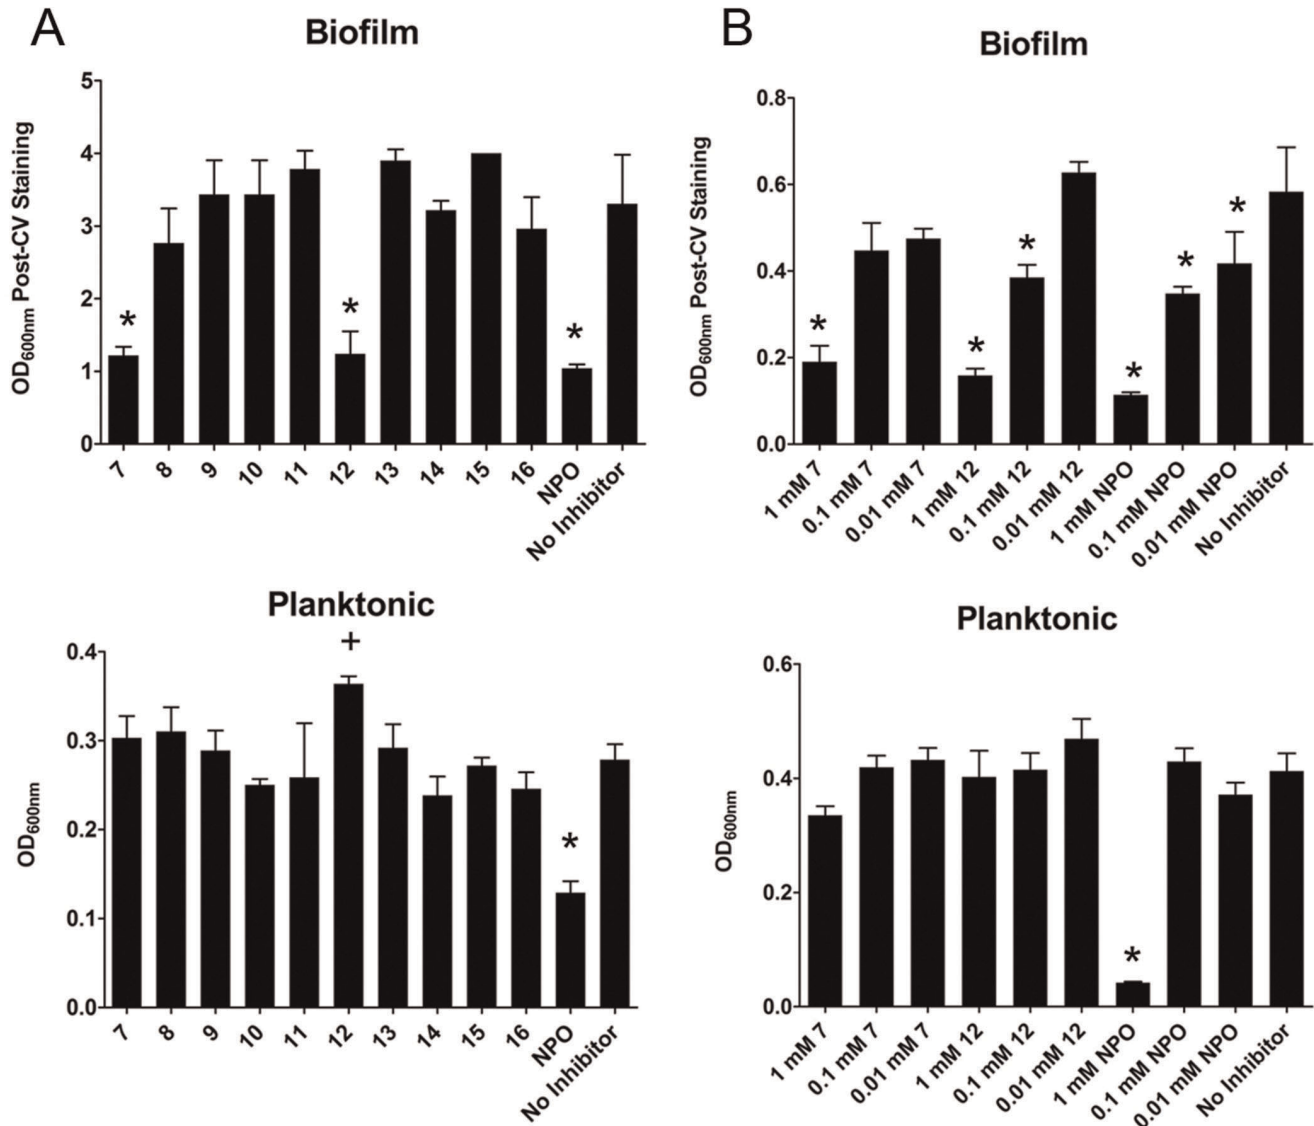 A
Biofilm
OD600nm Post-CV Staining
5
4
3
2
1
0
*
*
*
7
8
9
10
11
12
13
14
15
16
NPO
No Inhibitor
B
Biofilm
OD600nm Post-CV Staining
0.8
0.6
0.4
0.2
0.0
*
*
*
*
*
*
1 mM 7
0.1 mM 7
0.01 mM 7
1 mM 12
0.1 mM 12
0.01 mM 12
1 mM NPO
0.1 mM NPO
0.01 mM NPO
No Inhibitor
Planktonic
OD600nm
0.4
0.3
0.2
0.1
0.0
+
*
7
8
9
10
11
12
13
14
15
16
NPO
No Inhibitor
Planktonic
OD600nm
0.6
0.4
0.2
0.0
*
1 mM 7
0.1 mM 7
0.01 mM 7
1 mM 12
0.1 mM 12
0.01 mM 12
1 mM NPO
0.1 mM NPO
0.01 mM NPO
No Inhibitor